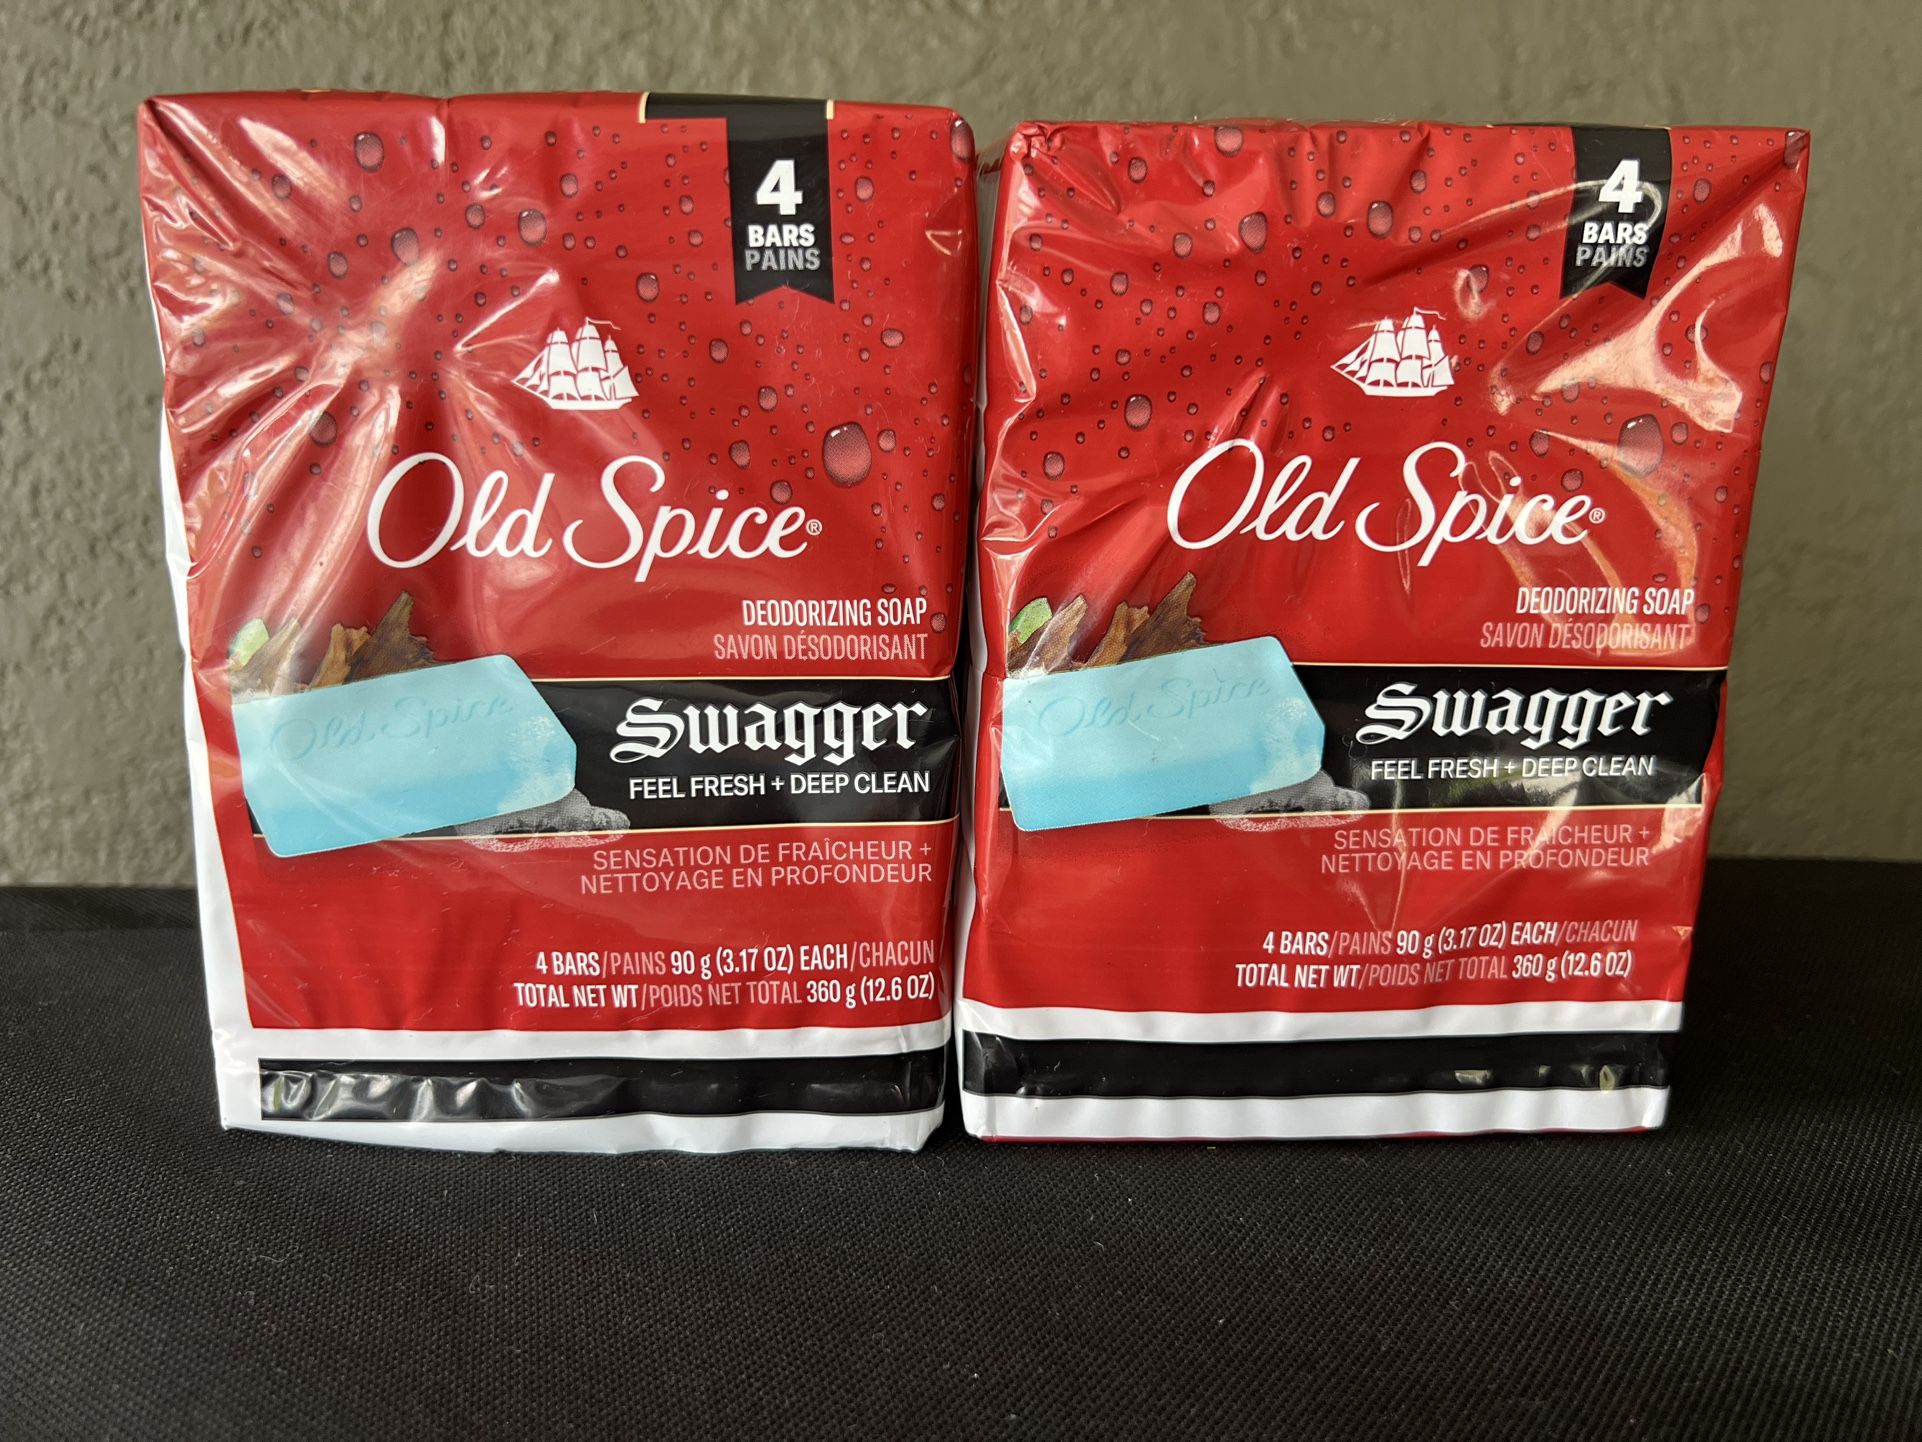 4
BARS
PAINS
Old Spice®
DEODORIZING SOAP
SAVON DÉSODORISANT
Old Spice
Swagger
FEEL FRESH + DEEP CLEAN
SENSATION DE FRAÎCHEUR +
NETTOYAGE EN PROFONDEUR
4 BARS/PAINS 90 g (3.17 OZ) EACH/CHACUN
TOTAL NET WT/POIDS NET TOTAL 360 g (12.6 OZ)
4
BARS
PAINS
Old Spice®
DEODORIZING SOAP
SAVON DÉSODORISANT
Old Spice
Swagger
FEEL FRESH + DEEP CLEAN
SENSATION DE FRAÎCHEUR +
NETTOYAGE EN PROFONDEUR
4 BARS/PAINS 90 g (3.17 OZ) EACH/CHACUN
TOTAL NET WT/POIDS NET TOTAL 360 g (12.6 OZ)